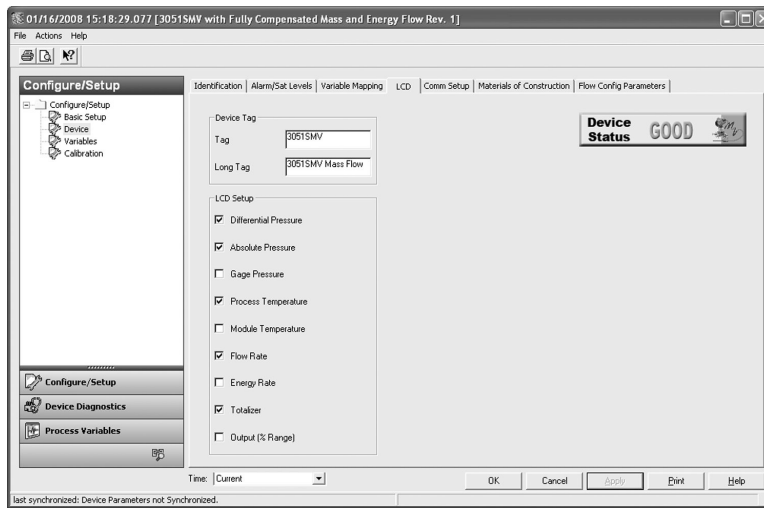 01/16/2008 15:18:29.077 [3051SMV with Fully Compensated Mass and Energy Flow Rev. 1]
File Actions Help
Configure/Setup
Configure/Setup
Basic Setup
Device
Variables
Calibration
Configure/Setup
Device Diagnostics
Process Variables
Identification Alarm/Sat Levels Variable Mapping LCD Comm Setup Materials of Construction Flow Config Parameters
Device Tag
Tag 3051SMV
Long Tag 3051SMV Mass Flow
Device Status GOOD
LCD Setup
Differential Pressure
Absolute Pressure
Gage Pressure
Process Temperature
Module Temperature
Flow Rate
Energy Rate
Totalizer
Output (% Range)
Time: Current
OK Cancel Apply Print Help
last synchronized: Device Parameters not Synchronized.